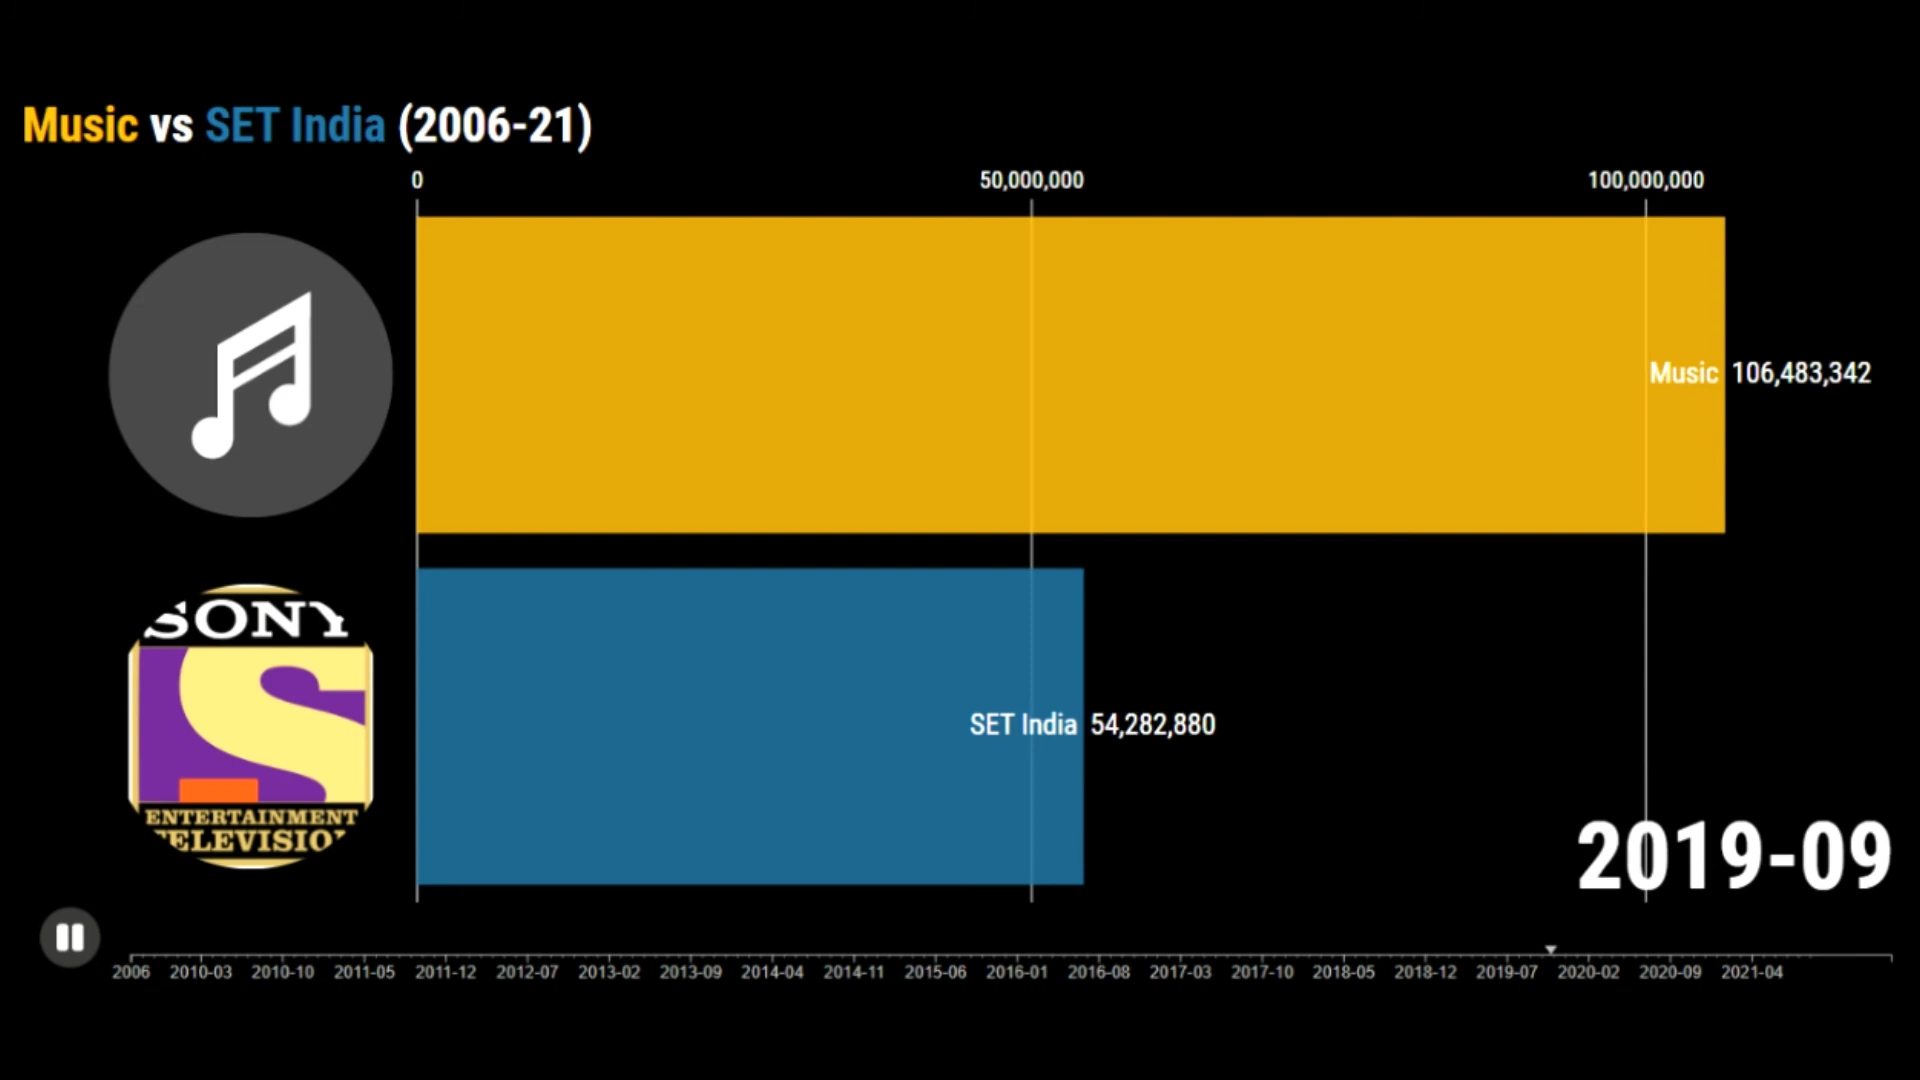 Music vs SET India (2006-21)
0 50,000,000 100,000,000
Music 106,483,342
SONY
ENTERTAINMENT
TELEVISION
SET India 54,282,880
2019-09
2006 2010-03 2010-10 2011-05 2011-12 2012-07 2013-02 2013-09 2014-04 2014-11 2015-06 2016-01 2016-08 2017-03 2017-10 2018-05 2018-12 2019-07 2020-02 2020-09 2021-04